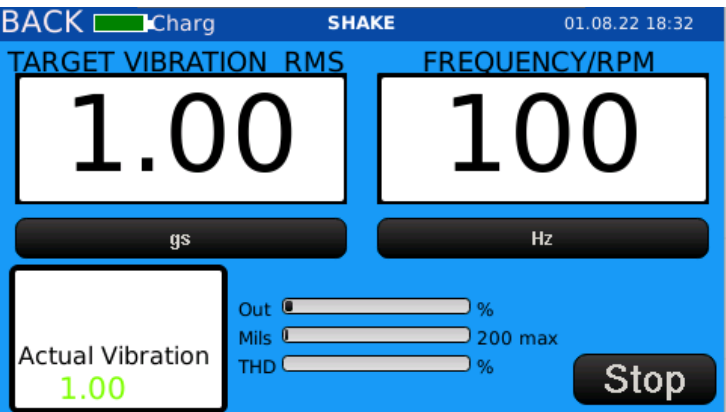 BACK Charg SHAKE 01.08.22 18:32
TARGET VIBRATION RMS FREQUENCY/RPM
1.00 100
gs Hz
Out %
Mils 200 max
THD %
Actual Vibration
1.00
Stop